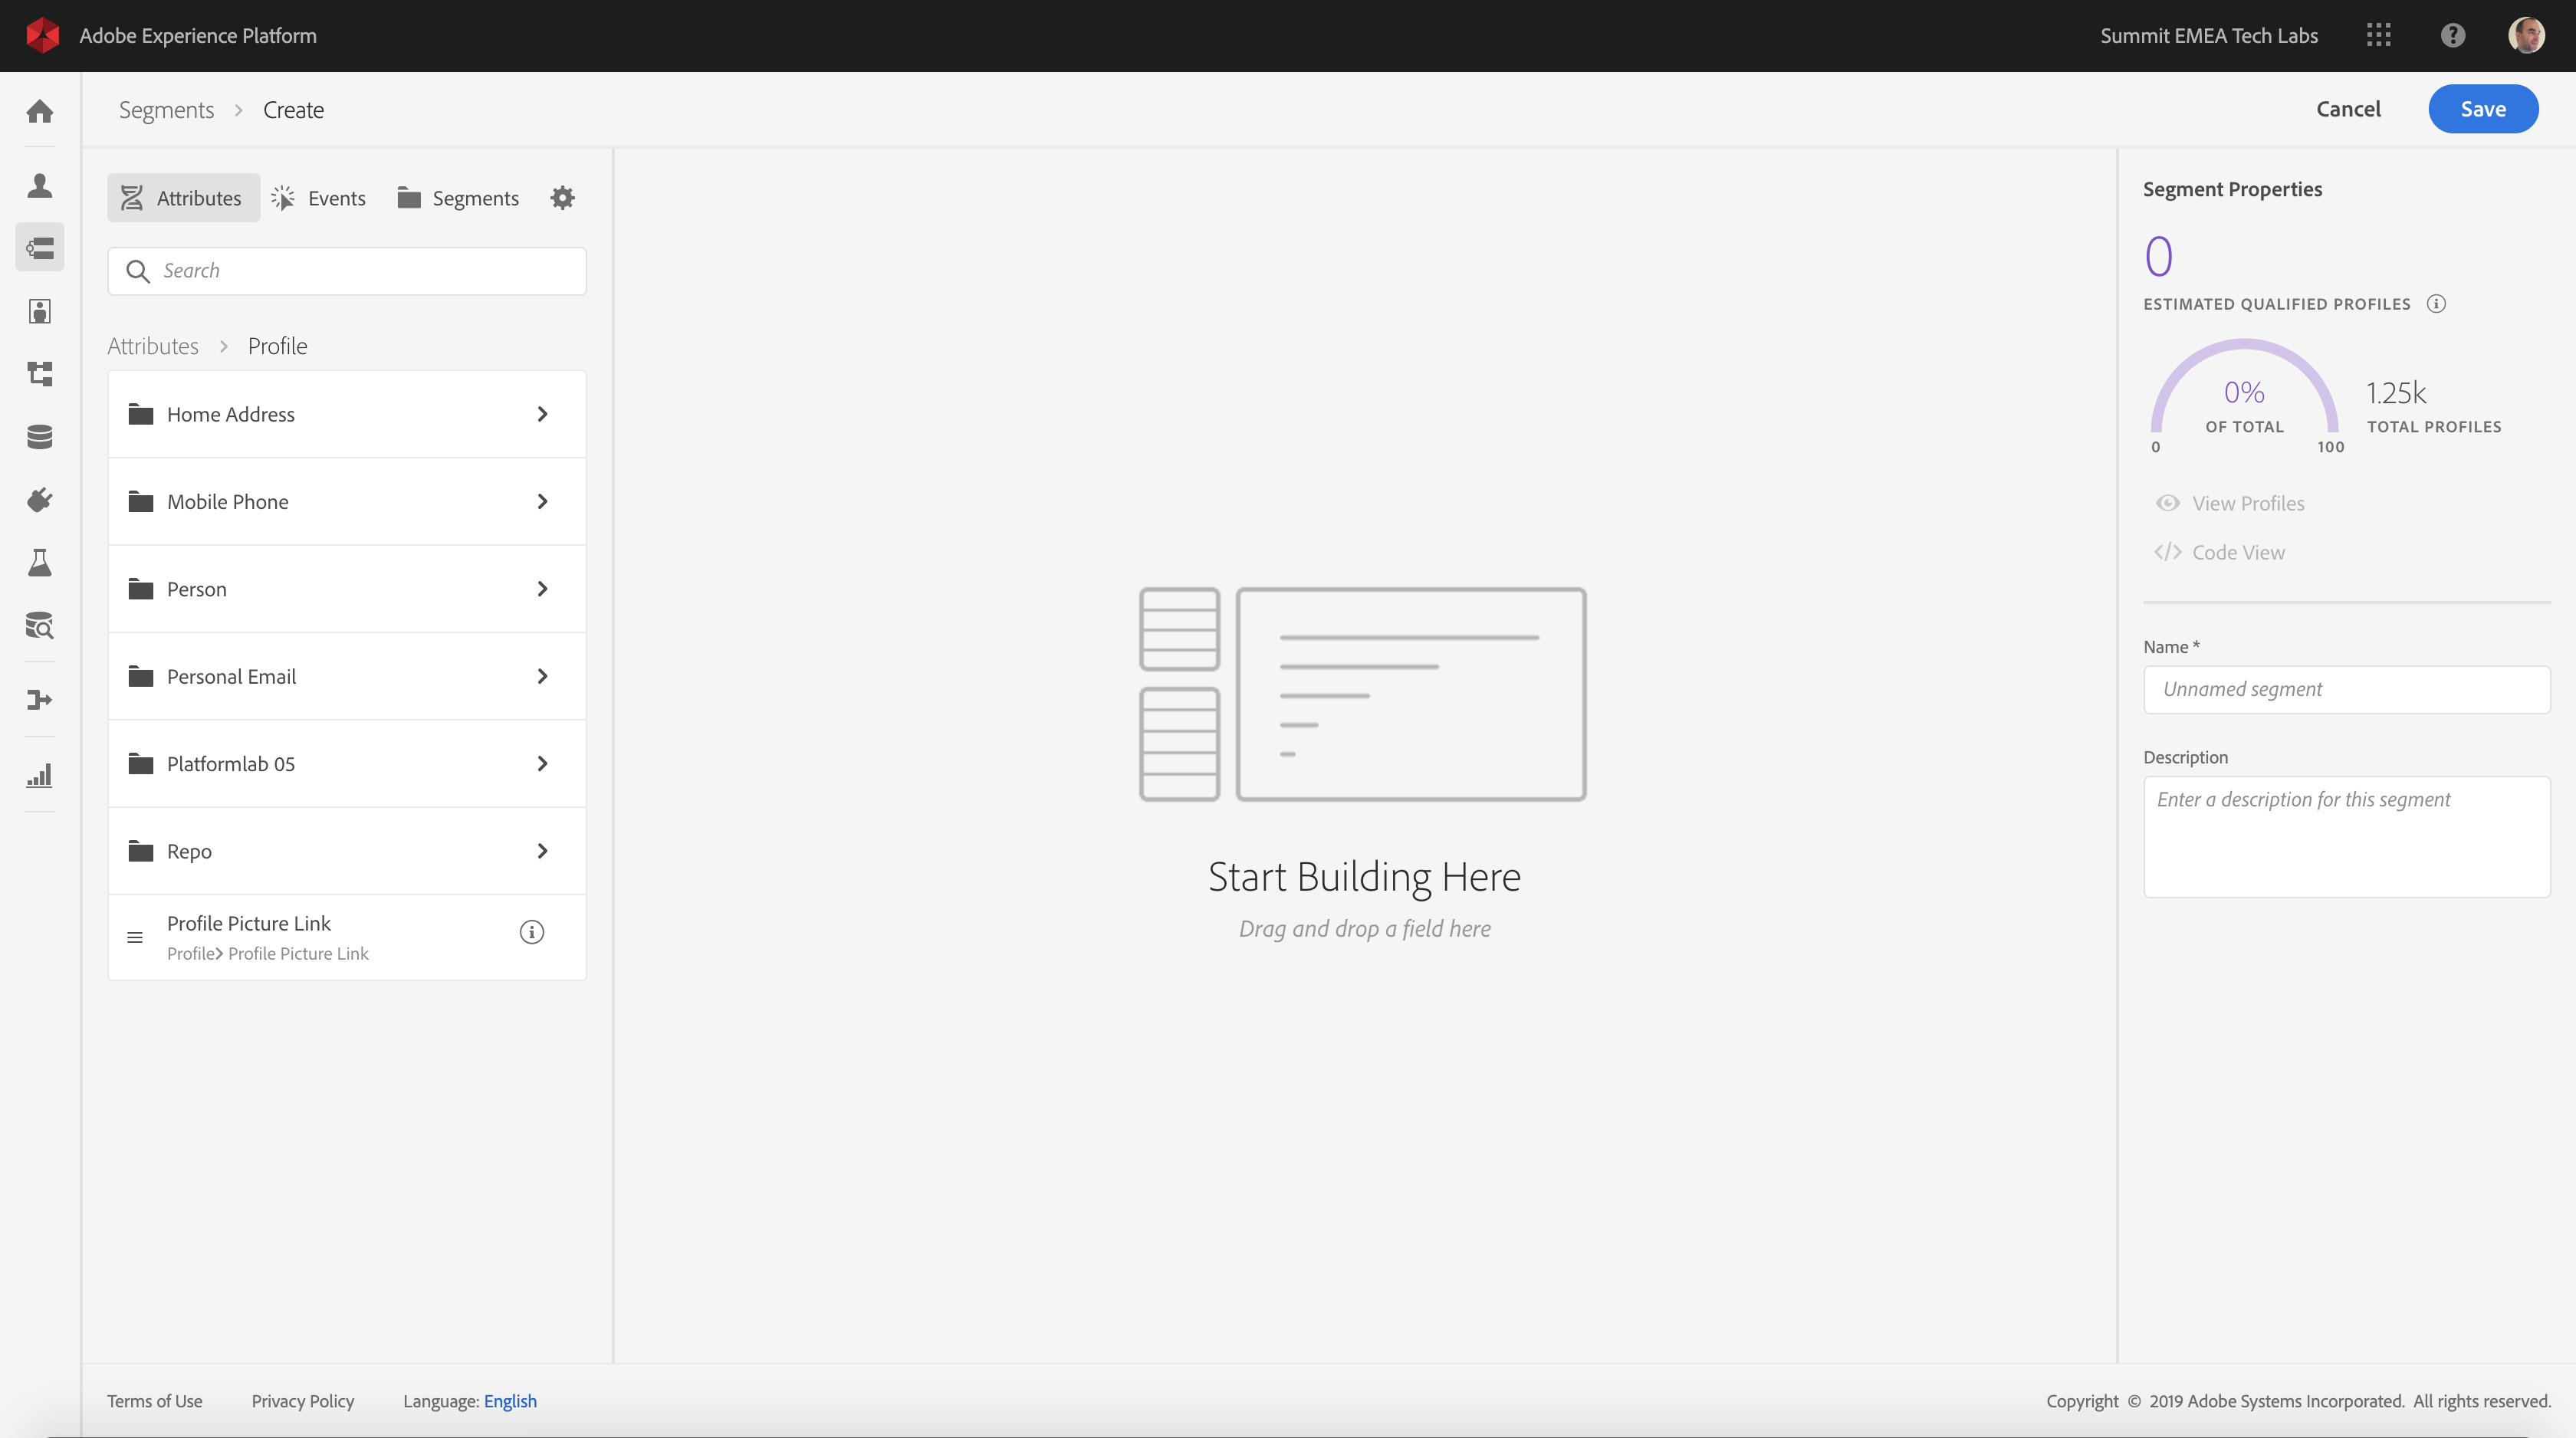 Adobe Experience Platform
Summit EMEA Tech Labs
Segments > Create
Cancel
Save
Attributes
Events
Segments
Search
Attributes > Profile
Home Address
Mobile Phone
Person
Personal Email
Platformlab 05
Repo
Profile Picture Link
Profile> Profile Picture Link
Start Building Here
Drag and drop a field here
Segment Properties
0
ESTIMATED QUALIFIED PROFILES
0%
OF TOTAL
0
100
1.25k
TOTAL PROFILES
View Profiles
</> Code View
Name *
Unnamed segment
Description
Enter a description for this segment
Terms of Use
Privacy Policy
Language: English
Copyright © 2019 Adobe Systems Incorporated. All rights reserved.